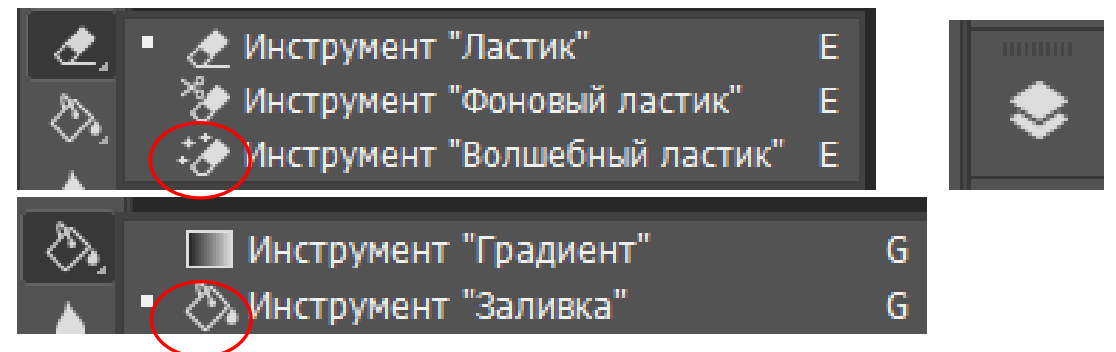 Инструмент "Ластик" E
Инструмент "Фоновый ластик" E
Инструмент "Волшебный ластик" E
Инструмент "Градиент" G
Инструмент "Заливка" G